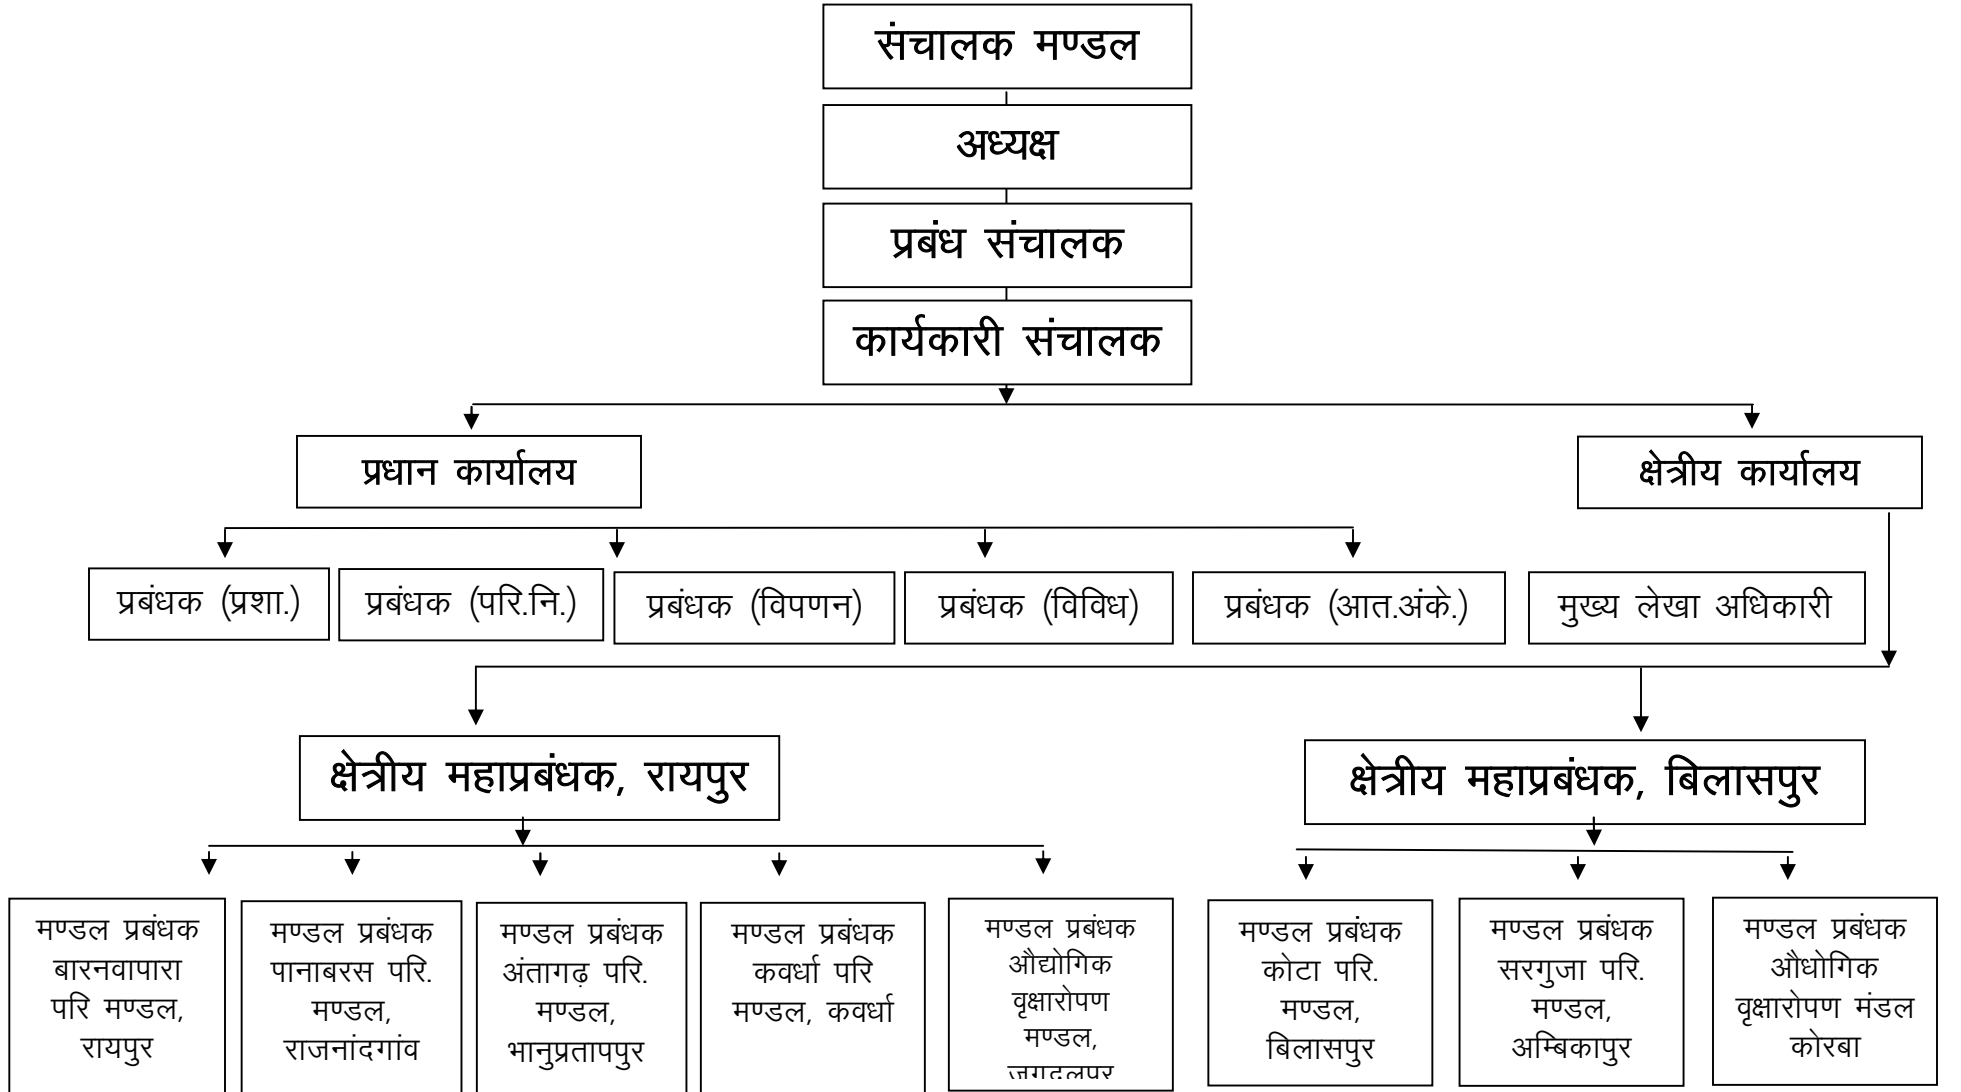 संचालक मण्डल
अध्यक्ष
प्रबंध संचालक
कार्यकारी संचालक
प्रधान कार्यालय
क्षेत्रीय कार्यालय
प्रबंधक (प्रशा.)
प्रबंधक (परि.नि.)
प्रबंधक (विपणन)
प्रबंधक (विविध)
प्रबंधक (आत.अंके.)
मुख्य लेखा अधिकारी
क्षेत्रीय महाप्रबंधक, रायपुर
क्षेत्रीय महाप्रबंधक, बिलासपुर
मण्डल प्रबंधक
बारनवापारा
परि मण्डल,
रायपुर
मण्डल प्रबंधक
पानाबरस परि.
मण्डल,
राजनांदगांव
मण्डल प्रबंधक
अंतागढ़ परि.
मण्डल,
भानुप्रतापपुर
मण्डल प्रबंधक
कवर्धा परि
मण्डल, कवर्धा
मण्डल प्रबंधक
औद्योगिक
वृक्षारोपण
मण्डल,
जगदलपुर
मण्डल प्रबंधक
कोटा परि.
मण्डल,
बिलासपुर
मण्डल प्रबंधक
सरगुजा परि.
मण्डल,
अम्बिकापुर
मण्डल प्रबंधक
औधोगिक
वृक्षारोपण मंडल
कोरबा